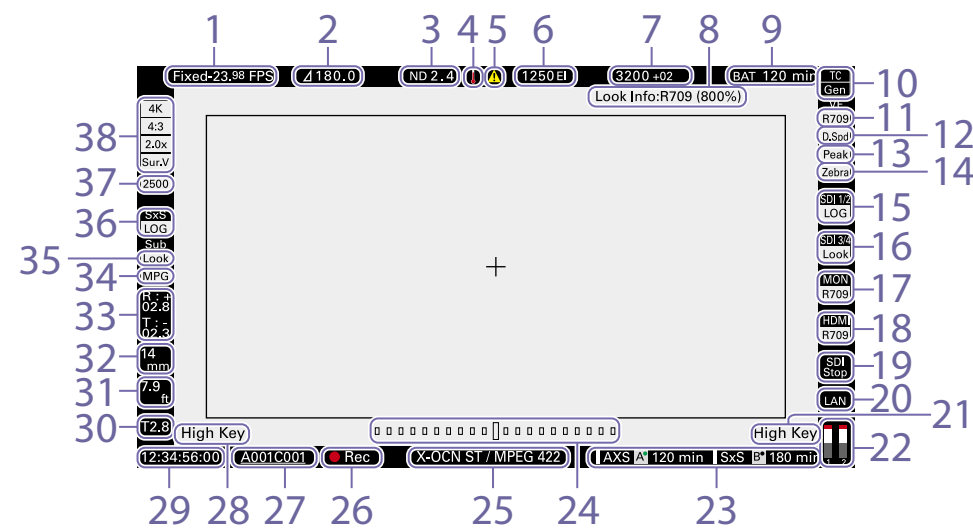 1 2 3 4 5 6 7 8 9
Fixed-23.98 FPS ⊿180.0 ND 2.4 1250 EI 3200 +02 BAT 120 min
Look Info:R709 (800%)
TC
Gen
10
VF
R709
11
D.Spd
12
Peak
13
Zebra
14
SDI 1/2
LOG
15
SDI 3/4
Look
16
MON
R709
17
HDMI
R709
18
SDI
Stop
19
LAN
20
21
22
1 2
38
4K
4:3
2.0x
Sur.V
37
2500
36
SxS
LOG
Sub
35
Look
34
MPG
33
R : +
02.8
T : -
02.3
32
14
mm
31
7.9
ft
30
T2.8
High Key High Key
12:34:56:00 A001C001 Rec X-OCN ST / MPEG 422 AXS A 120 min SxS B 180 min
29 28 27 26 25 24 23